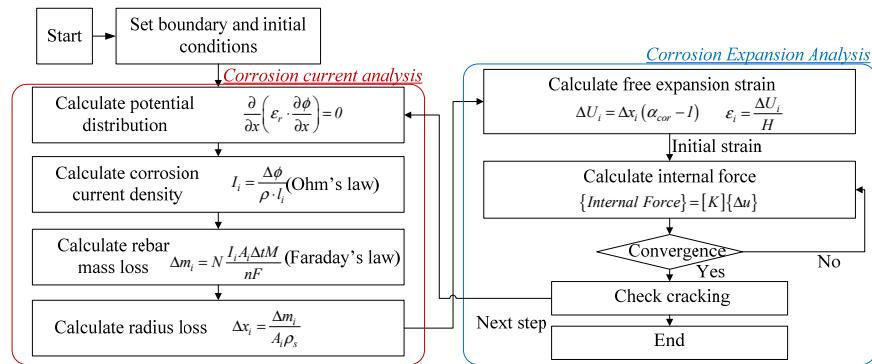 Start
Set boundary and initial
conditions
Corrosion current analysis
Calculate potential
distribution
∂/∂x(ε_r · ∂ϕ/∂x)=0
Calculate corrosion
current density
I_i = Δϕ/(ρ·l_i) (Ohm's law)
Calculate rebar
mass loss
Δm_i = N I_i A_i ΔtM/(nF) (Faraday's law)
Calculate radius loss
Δx_i = Δm_i/(A_i ρ_s)
Corrosion Expansion Analysis
Calculate free expansion strain
ΔU_i = Δx_i (α_cor − 1) ε_i = ΔU_i/H
Initial strain
Calculate internal force
{Internal Force} = [K]{Δu}
Convergence
No
Yes
Check cracking
Next step
End